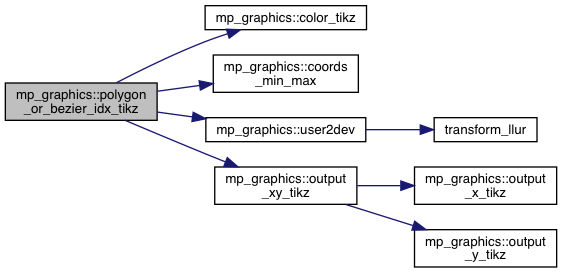 mp_graphics::polygon
_or_bezier_idx_tikz
mp_graphics::color_tikz
mp_graphics::coords
_min_max
mp_graphics::user2dev
transform_llur
mp_graphics::output
_xy_tikz
mp_graphics::output
_x_tikz
mp_graphics::output
_y_tikz